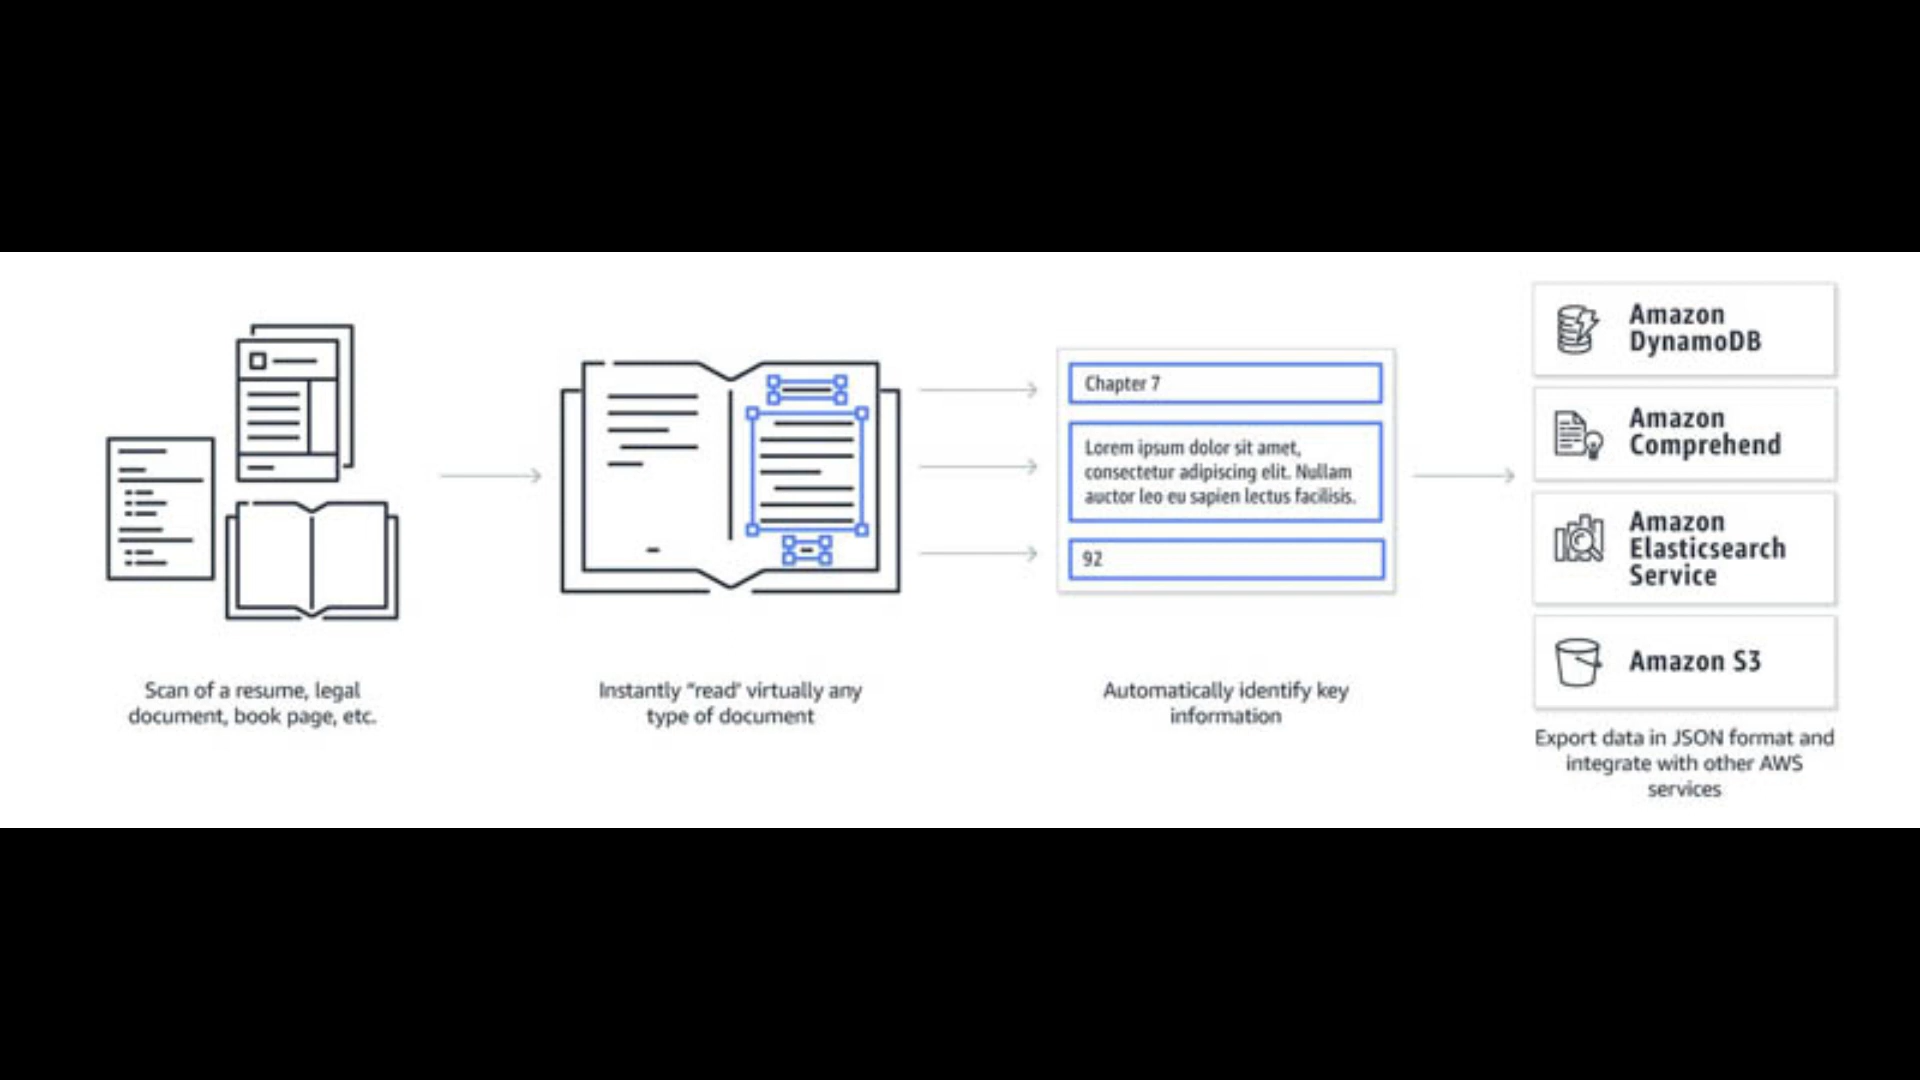 Scan of a resume, legal
document, book page, etc.
Instantly "read' virtually any
type of document
Chapter 7
Lorem ipsum dolor sit amet,
consectetur adipiscing elit. Nullam
auctor leo eu sapien lectus facilisis.
92
Automatically identify key
information
Amazon
DynamoDB
Amazon
Comprehend
Amazon
Elasticsearch
Service
Amazon S3
Export data in JSON format and
integrate with other AWS
services